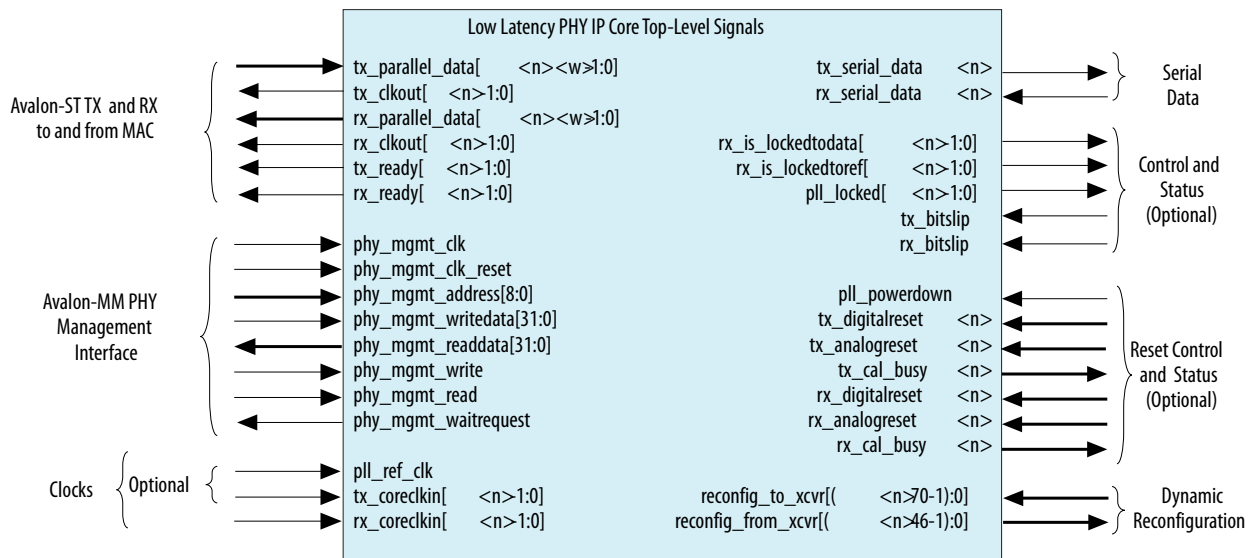 Low Latency PHY IP Core Top-Level Signals
Avalon-ST TX and RX
to and from MAC
tx_parallel_data[ <n><w>1:0]
tx_clkout[ <n>-1:0]
rx_parallel_data[ <n><w>1:0]
rx_clkout[ <n>-1:0]
tx_ready[ <n>-1:0]
rx_ready[ <n>-1:0]
Avalon-MM PHY
Management
Interface
phy_mgmt_clk
phy_mgmt_clk_reset
phy_mgmt_address[8:0]
phy_mgmt_writedata[31:0]
phy_mgmt_readdata[31:0]
phy_mgmt_write
phy_mgmt_read
phy_mgmt_waitrequest
Clocks
Optional
pll_ref_clk
tx_coreclkin[ <n>-1:0]
rx_coreclkin[ <n>-1:0]
tx_serial_data <n>
rx_serial_data <n>
Serial
Data
rx_is_lockedtodata[ <n>-1:0]
rx_is_lockedtoref[ <n>-1:0]
pll_locked[ <n>-1:0]
tx_bitslip
rx_bitslip
Control and
Status
(Optional)
pll_powerdown
tx_digitalreset <n>
tx_analogreset <n>
tx_cal_busy <n>
rx_digitalreset <n>
rx_analogreset <n>
rx_cal_busy <n>
Reset Control
and Status
(Optional)
reconfig_to_xcvr[( <n>70-1):0]
reconfig_from_xcvr[( <n>46-1):0]
Dynamic
Reconfiguration